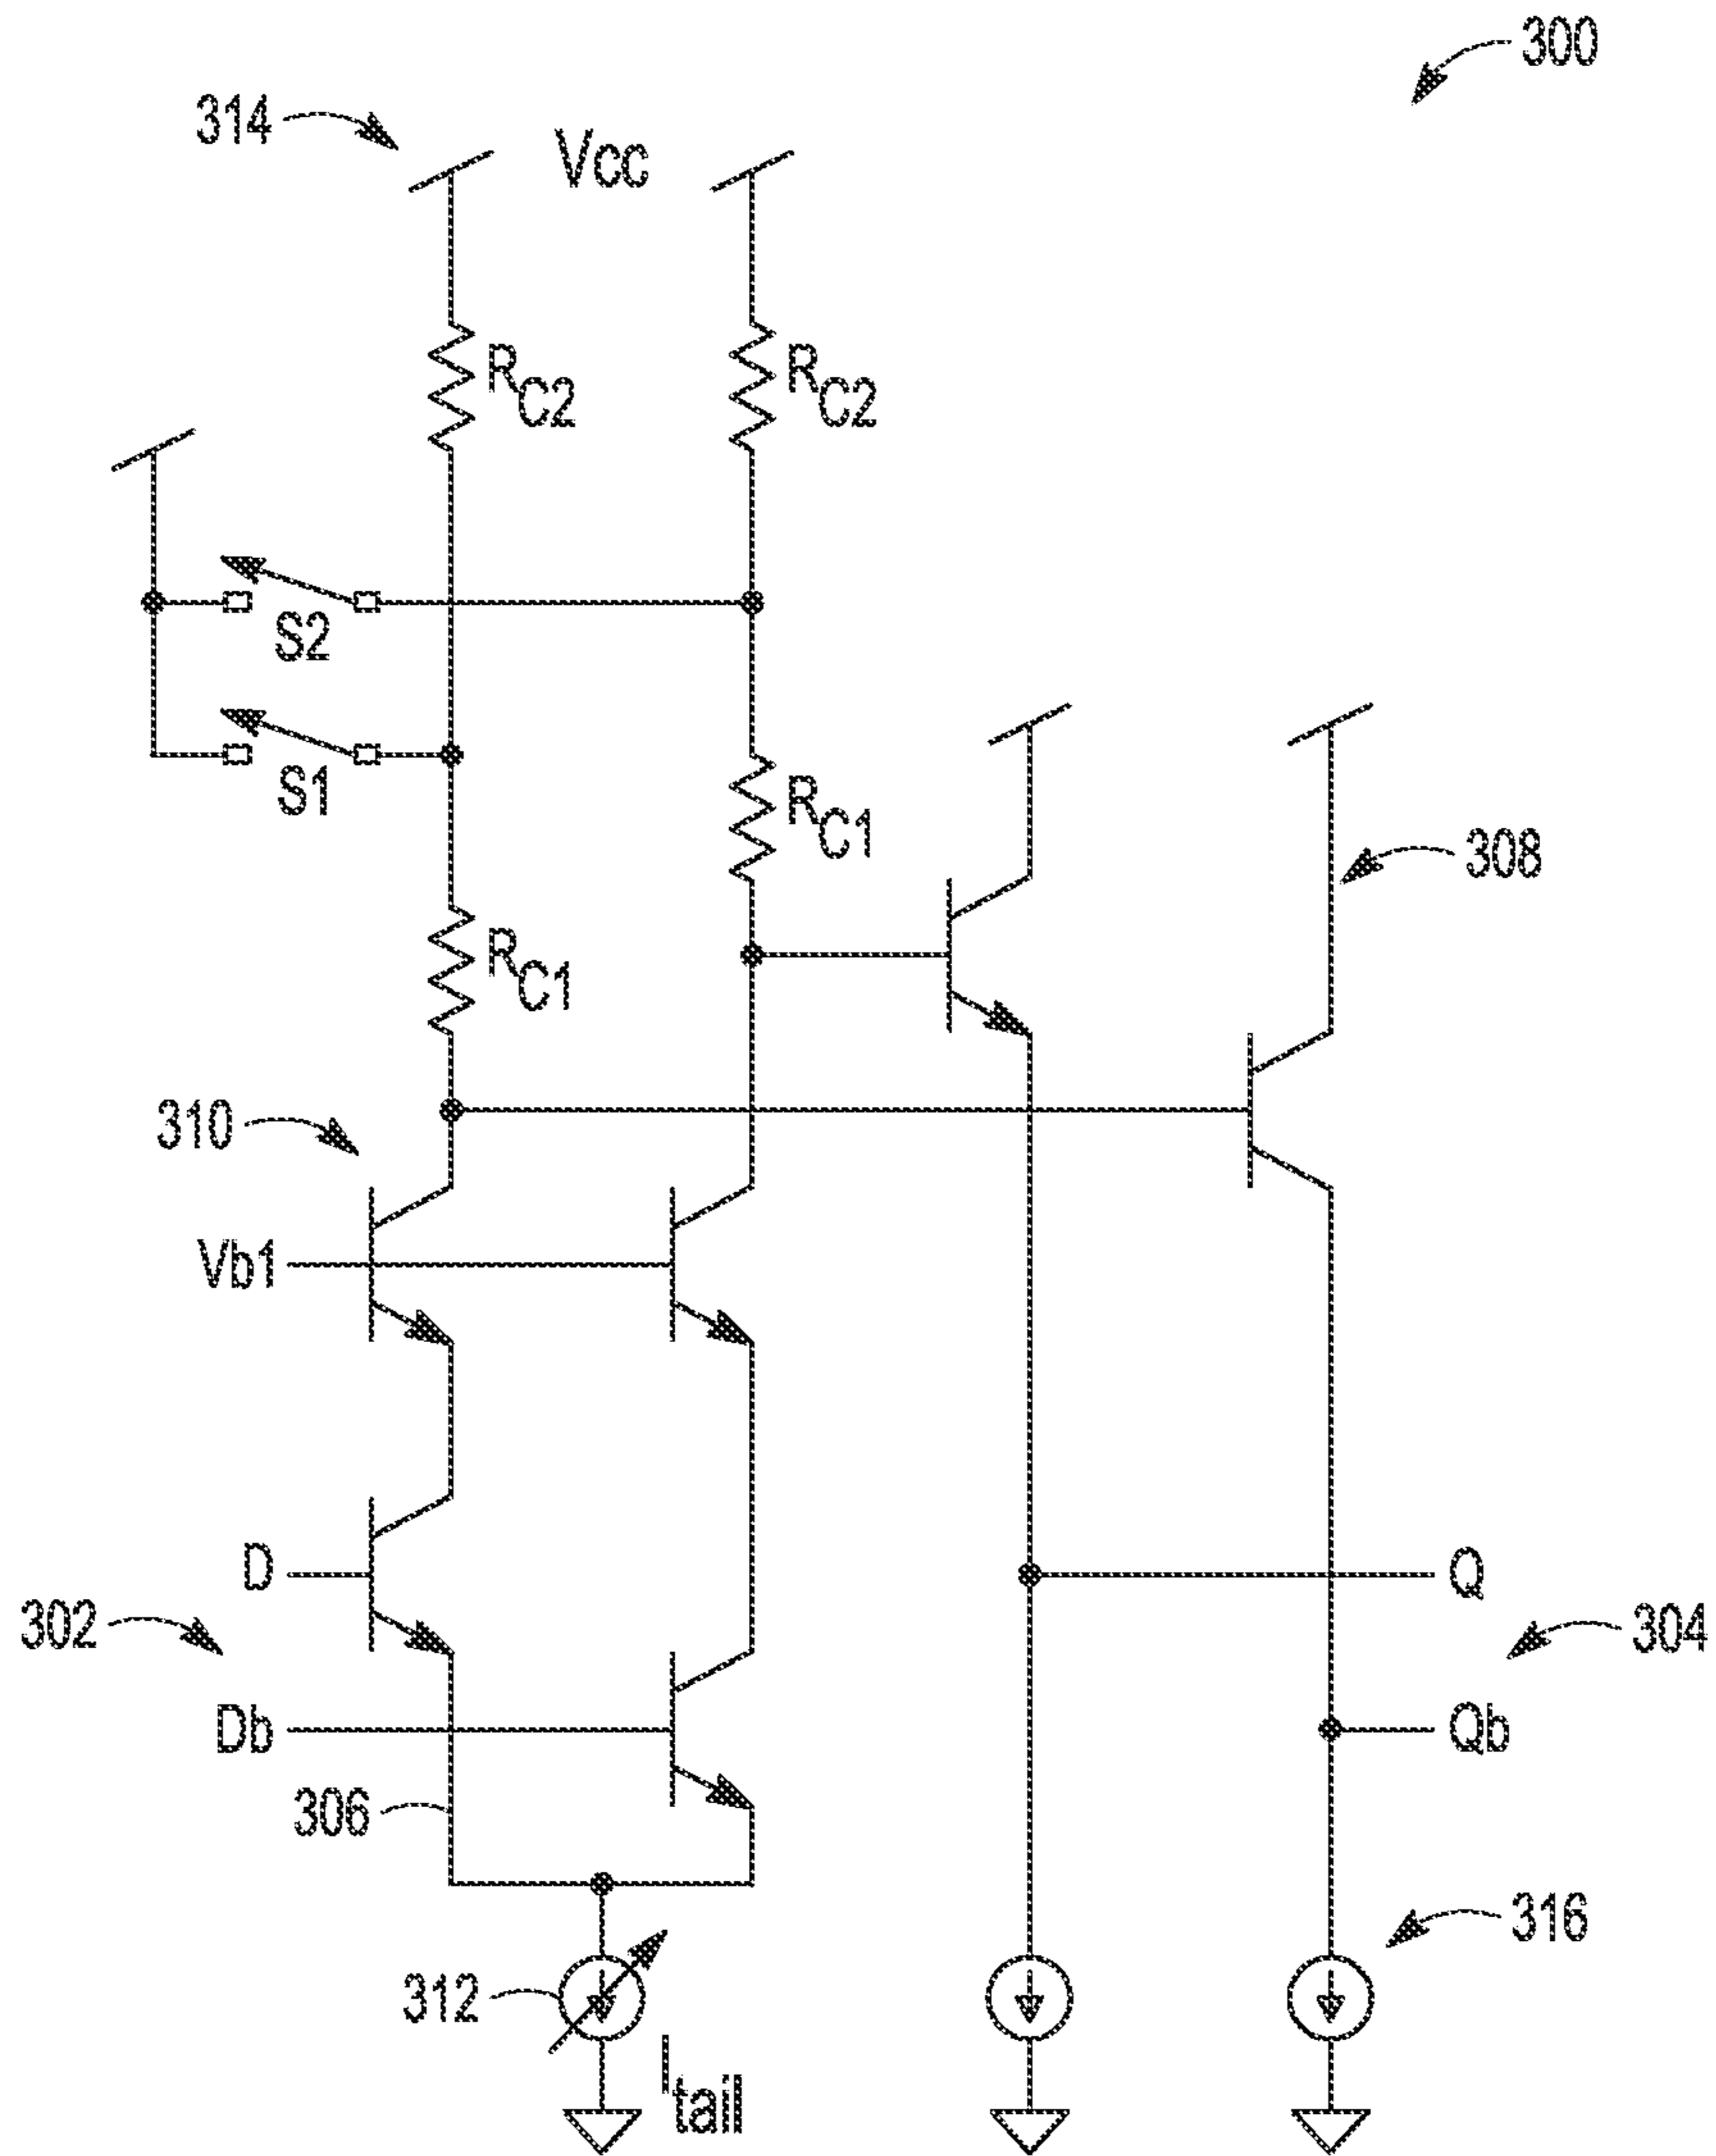 300
314
Vcc
RC2
RC2
S2
S1
RC1
308
RC1
310
Vb1
D
Q
302
304
Db
Qb
306
316
312
Itail